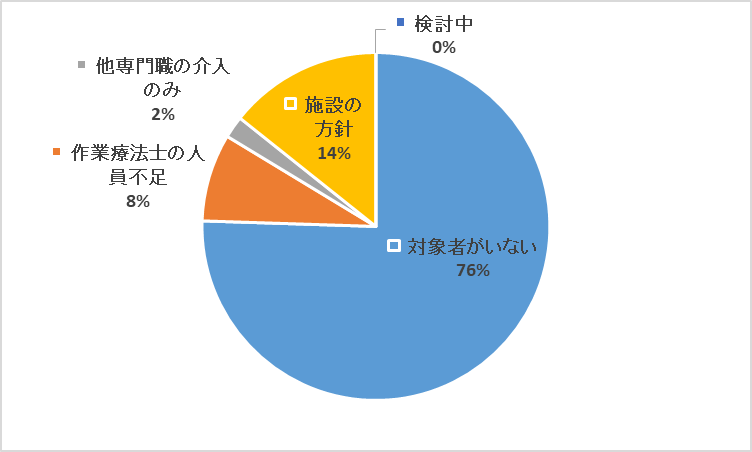 検討中
0%
他専門職の介入
のみ
2%
施設の
方針
14%
作業療法士の人
員不足
8%
対象者がいない
76%